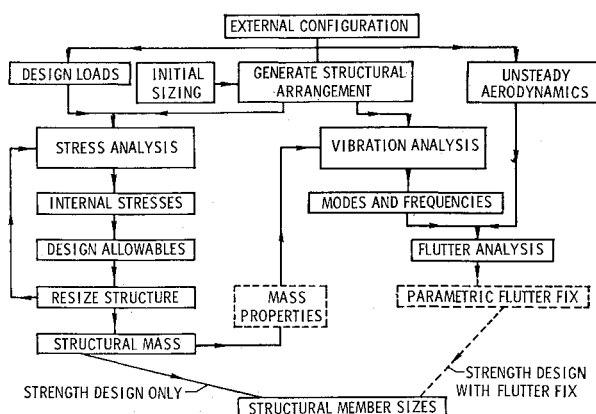 EXTERNAL CONFIGURATION
DESIGN LOADS
INITIAL
SIZING
GENERATE STRUCTURAL
ARRANGEMENT
UNSTEADY
AERODYNAMICS
STRESS ANALYSIS
VIBRATION ANALYSIS
INTERNAL STRESSES
MODES AND FREQUENCIES
DESIGN ALLOWABLES
FLUTTER ANALYSIS
RESIZE STRUCTURE
MASS
PROPERTIES
PARAMETRIC FLUTTER FIX
STRUCTURAL MASS
STRENGTH DESIGN ONLY
STRENGTH DESIGN
WITH FLUTTER FIX
STRUCTURAL MEMBER SIZES